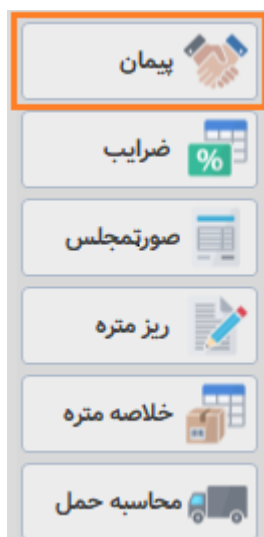 پیمان
ضرایب
%
صورتمجلس
ریز متره
خلاصه متره
محاسبه حمل